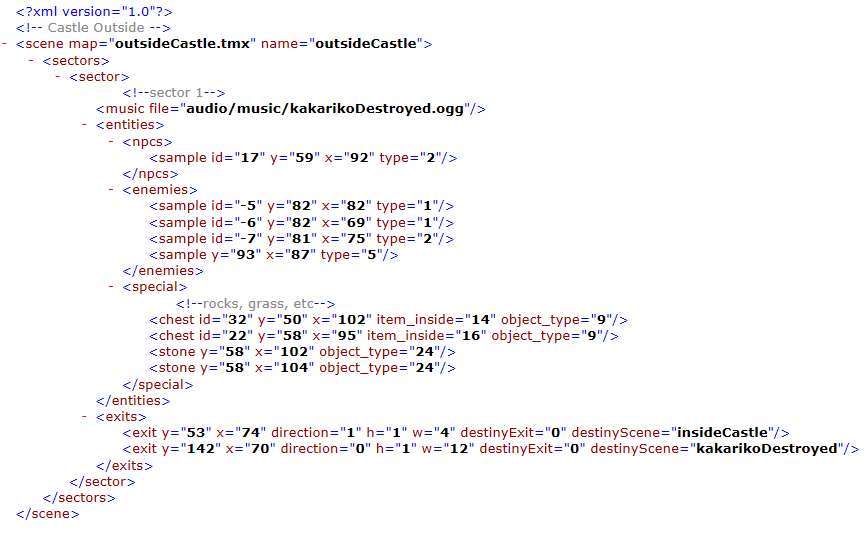 <?xml version="1.0"?>
<!-- Castle Outside -->
- <scene map="outsideCastle.tmx" name="outsideCastle">
- <sectors>
- <sector>
<!--sector 1-->
<music file="audio/music/kakarikoDestroyed.ogg"/>
- <entities>
- <npcs>
<sample id="17" y="59" x="92" type="2"/>
</npcs>
- <enemies>
<sample id="-5" y="82" x="82" type="1"/>
<sample id="-6" y="82" x="69" type="1"/>
<sample id="-7" y="81" x="75" type="2"/>
<sample y="93" x="87" type="5"/>
</enemies>
- <special>
<!--rocks, grass, etc-->
<chest id="32" y="50" x="102" item_inside="14" object_type="9"/>
<chest id="22" y="58" x="95" item_inside="16" object_type="9"/>
<stone y="58" x="102" object_type="24"/>
<stone y="58" x="104" object_type="24"/>
</special>
</entities>
- <exits>
<exit y="53" x="74" direction="1" h="1" w="4" destinyExit="0" destinyScene="insideCastle"/>
<exit y="142" x="70" direction="0" h="1" w="12" destinyExit="0" destinyScene="kakarikoDestroyed"/>
</exits>
</sector>
</sectors>
</scene>